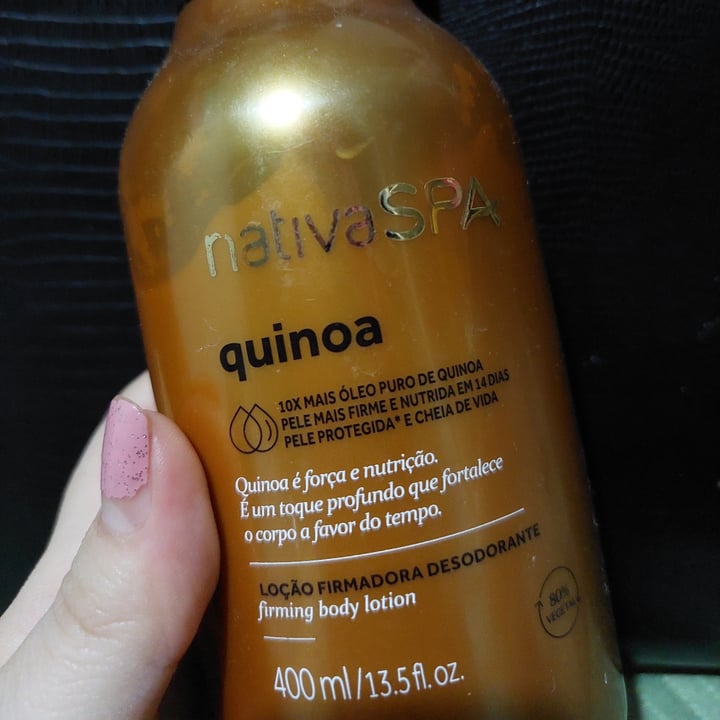 nativaSPA
quinoa
10X MAIS ÓLEO PURO DE QUINOA
PELE MAIS FIRME E NUTRIDA EM 14 DIAS
PELE PROTEGIDA* E CHEIA DE VIDA
Quinoa é força e nutrição.
É um toque profundo que fortalece
o corpo a favor do tempo.
LOÇÃO FIRMADORA DESODORANTE
firming body lotion
80%
VEGETAL
400 ml/13.5 fl. oz.